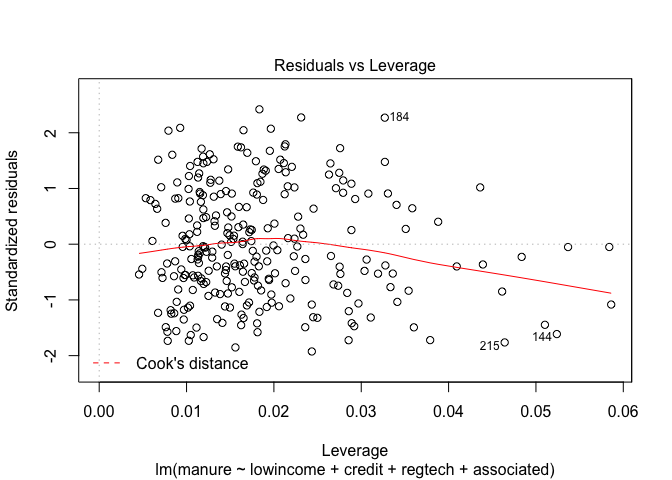 Residuals vs Leverage
Standardized residuals
2
1
0
-1
-2
184
215
144
Cook's distance
0.00 0.01 0.02 0.03 0.04 0.05 0.06
Leverage
lm(manure ~ lowincome + credit + regtech + associated)